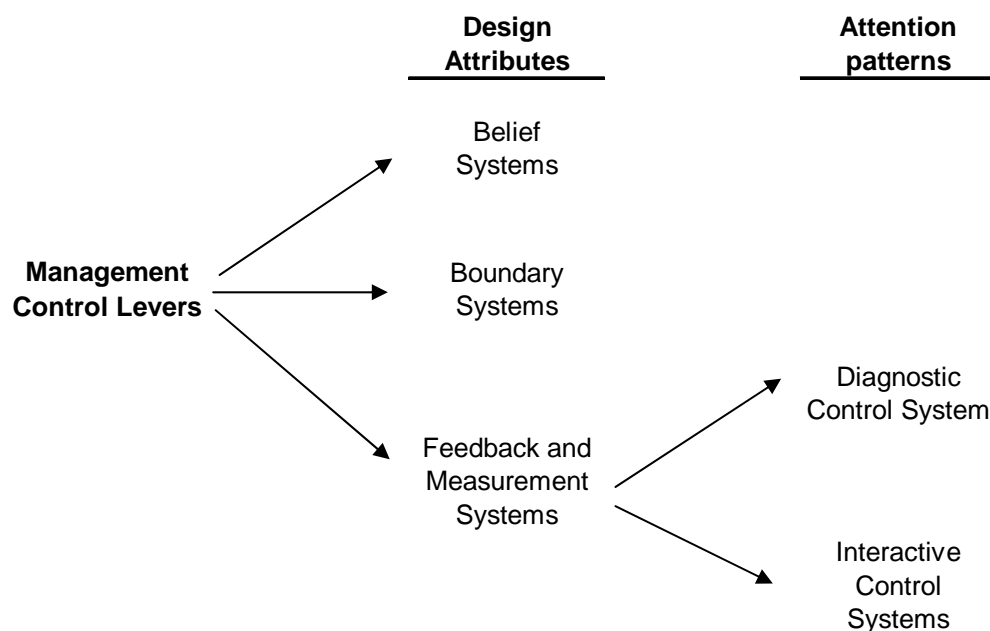 Design
Attributes
Attention
patterns
Belief
Systems
Management
Control Levers
Boundary
Systems
Diagnostic
Control System
Feedback and
Measurement
Systems
Interactive
Control
Systems